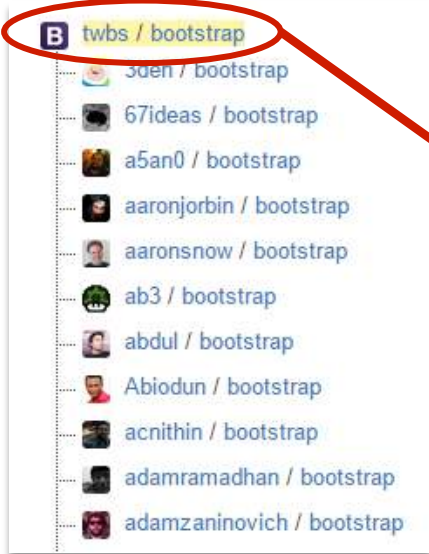 B twbs / bootstrap
3den / bootstrap
67ideas / bootstrap
a5an0 / bootstrap
aaronjorbin / bootstrap
aaronsnow / bootstrap
ab3 / bootstrap
abdul / bootstrap
Abiodun / bootstrap
acnithin / bootstrap
adamramadhan / bootstrap
adamzaninovich / bootstrap